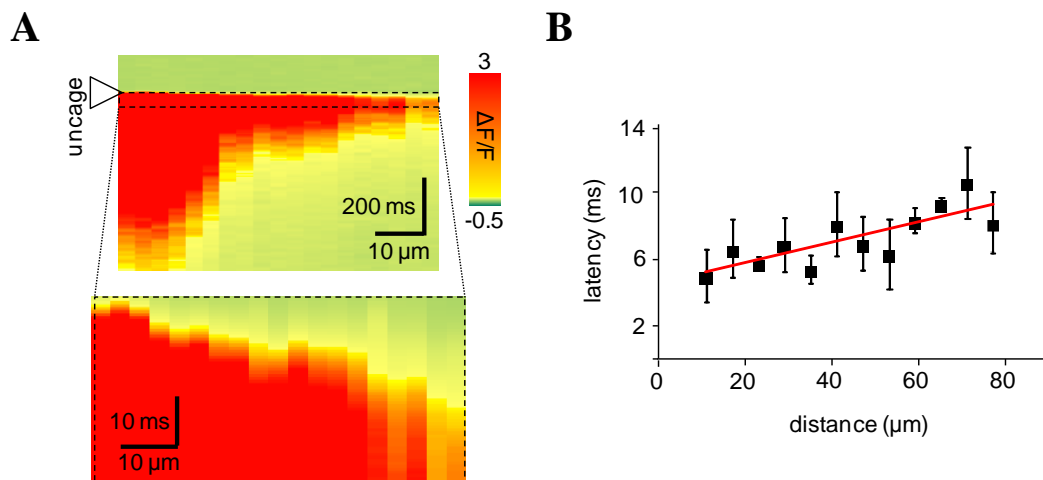 A
uncage
3
ΔF/F
-0.5
200 ms
10 µm
10 ms
10 µm
B
14
10
6
2
latency (ms)
0 20 40 60 80
distance (µm)